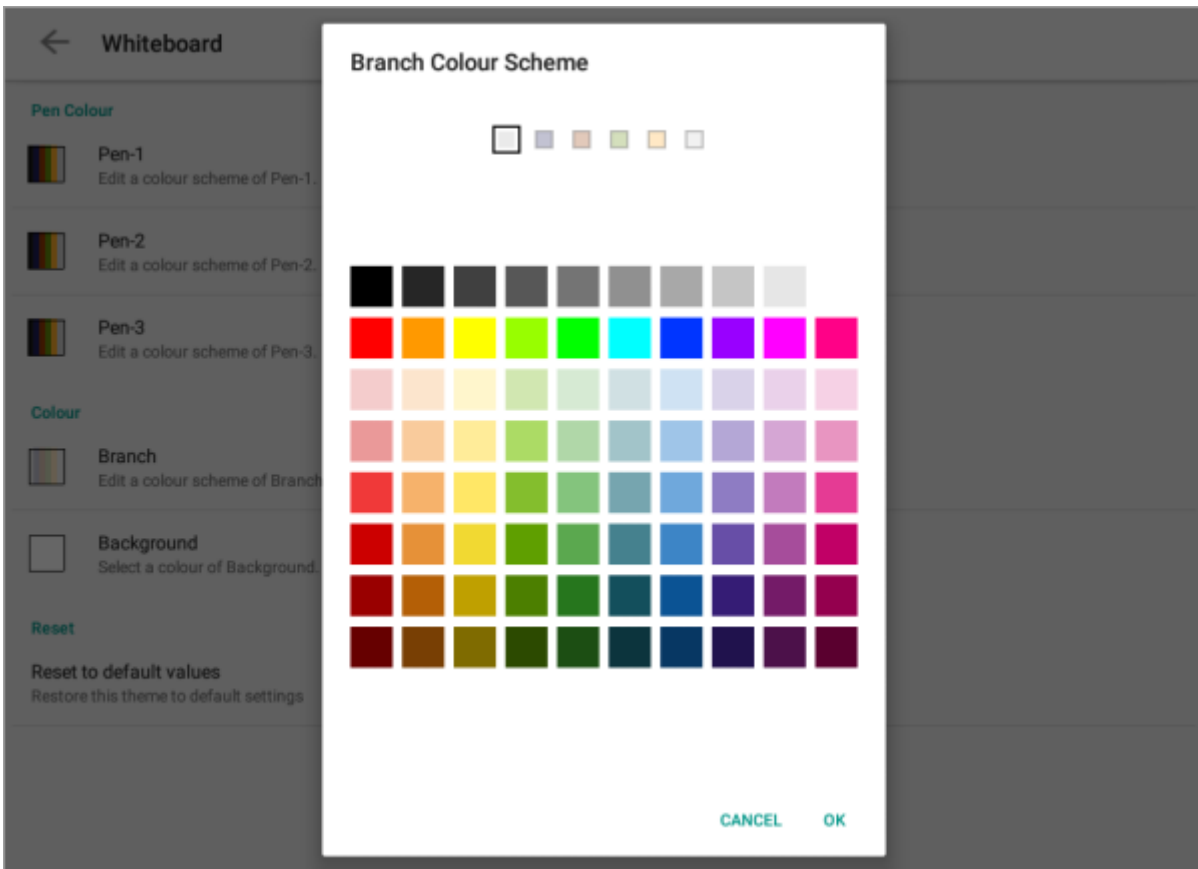 Whiteboard
Pen Colour
Pen-1
Edit a colour scheme of Pen-1.
Pen-2
Edit a colour scheme of Pen-2.
Pen-3
Edit a colour scheme of Pen-3.
Colour
Branch
Edit a colour scheme of Branch
Background
Select a colour of Background.
Reset
Reset to default values
Restore this theme to default settings
Branch Colour Scheme
CANCEL OK